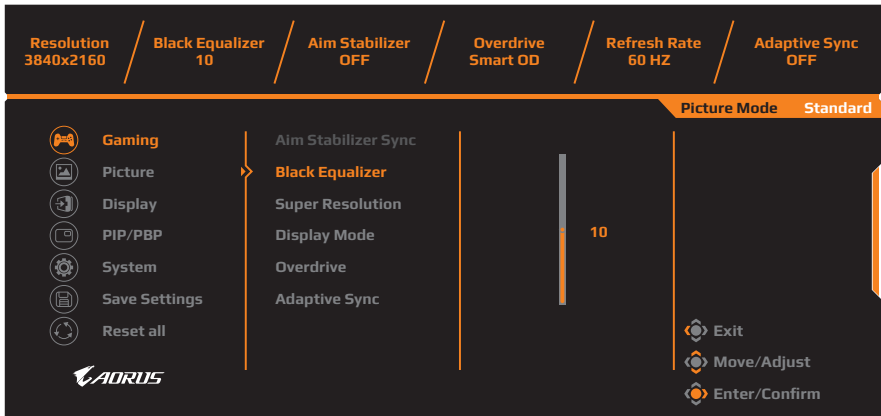 Resolution
3840x2160
Black Equalizer
10
Aim Stabilizer
OFF
Overdrive
Smart OD
Refresh Rate
60 HZ
Adaptive Sync
OFF
Picture Mode Standard
Gaming
Picture
Display
PIP/PBP
System
Save Settings
Reset all
AORUS
Aim Stabilizer Sync
Black Equalizer
Super Resolution
Display Mode
Overdrive
Adaptive Sync
10
Exit
Move/Adjust
Enter/Confirm